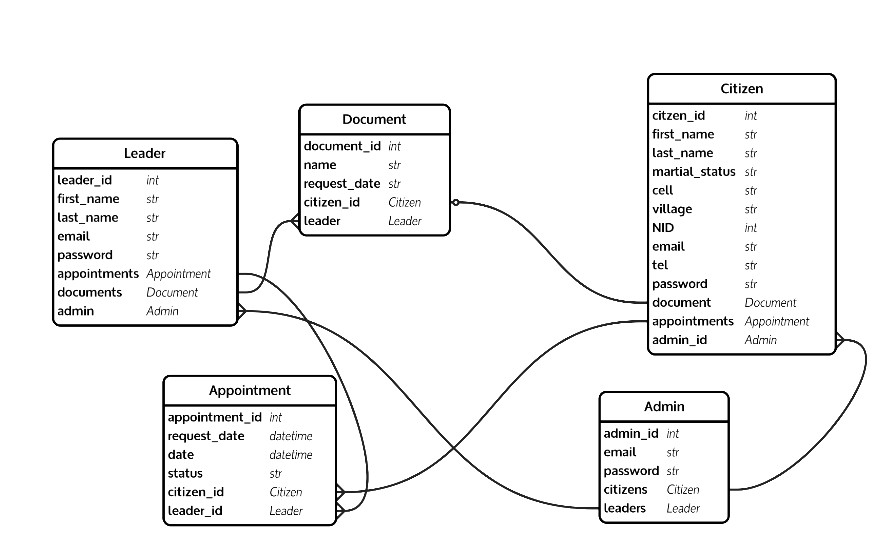 Leader
leader_id int
first_name str
last_name str
email str
password str
appointments Appointment
documents Document
admin Admin
Document
document_id int
name str
request_date str
citizen_id Citizen
leader Leader
Citizen
citzen_id int
first_name str
last_name str
martial_status str
cell str
village str
NID int
email str
tel str
password str
document Document
appointments Appointment
admin_id Admin
Appointment
appointment_id int
request_date datetime
date datetime
status str
citizen_id Citizen
leader_id Leader
Admin
admin_id int
email str
password str
citizens Citizen
leaders Leader